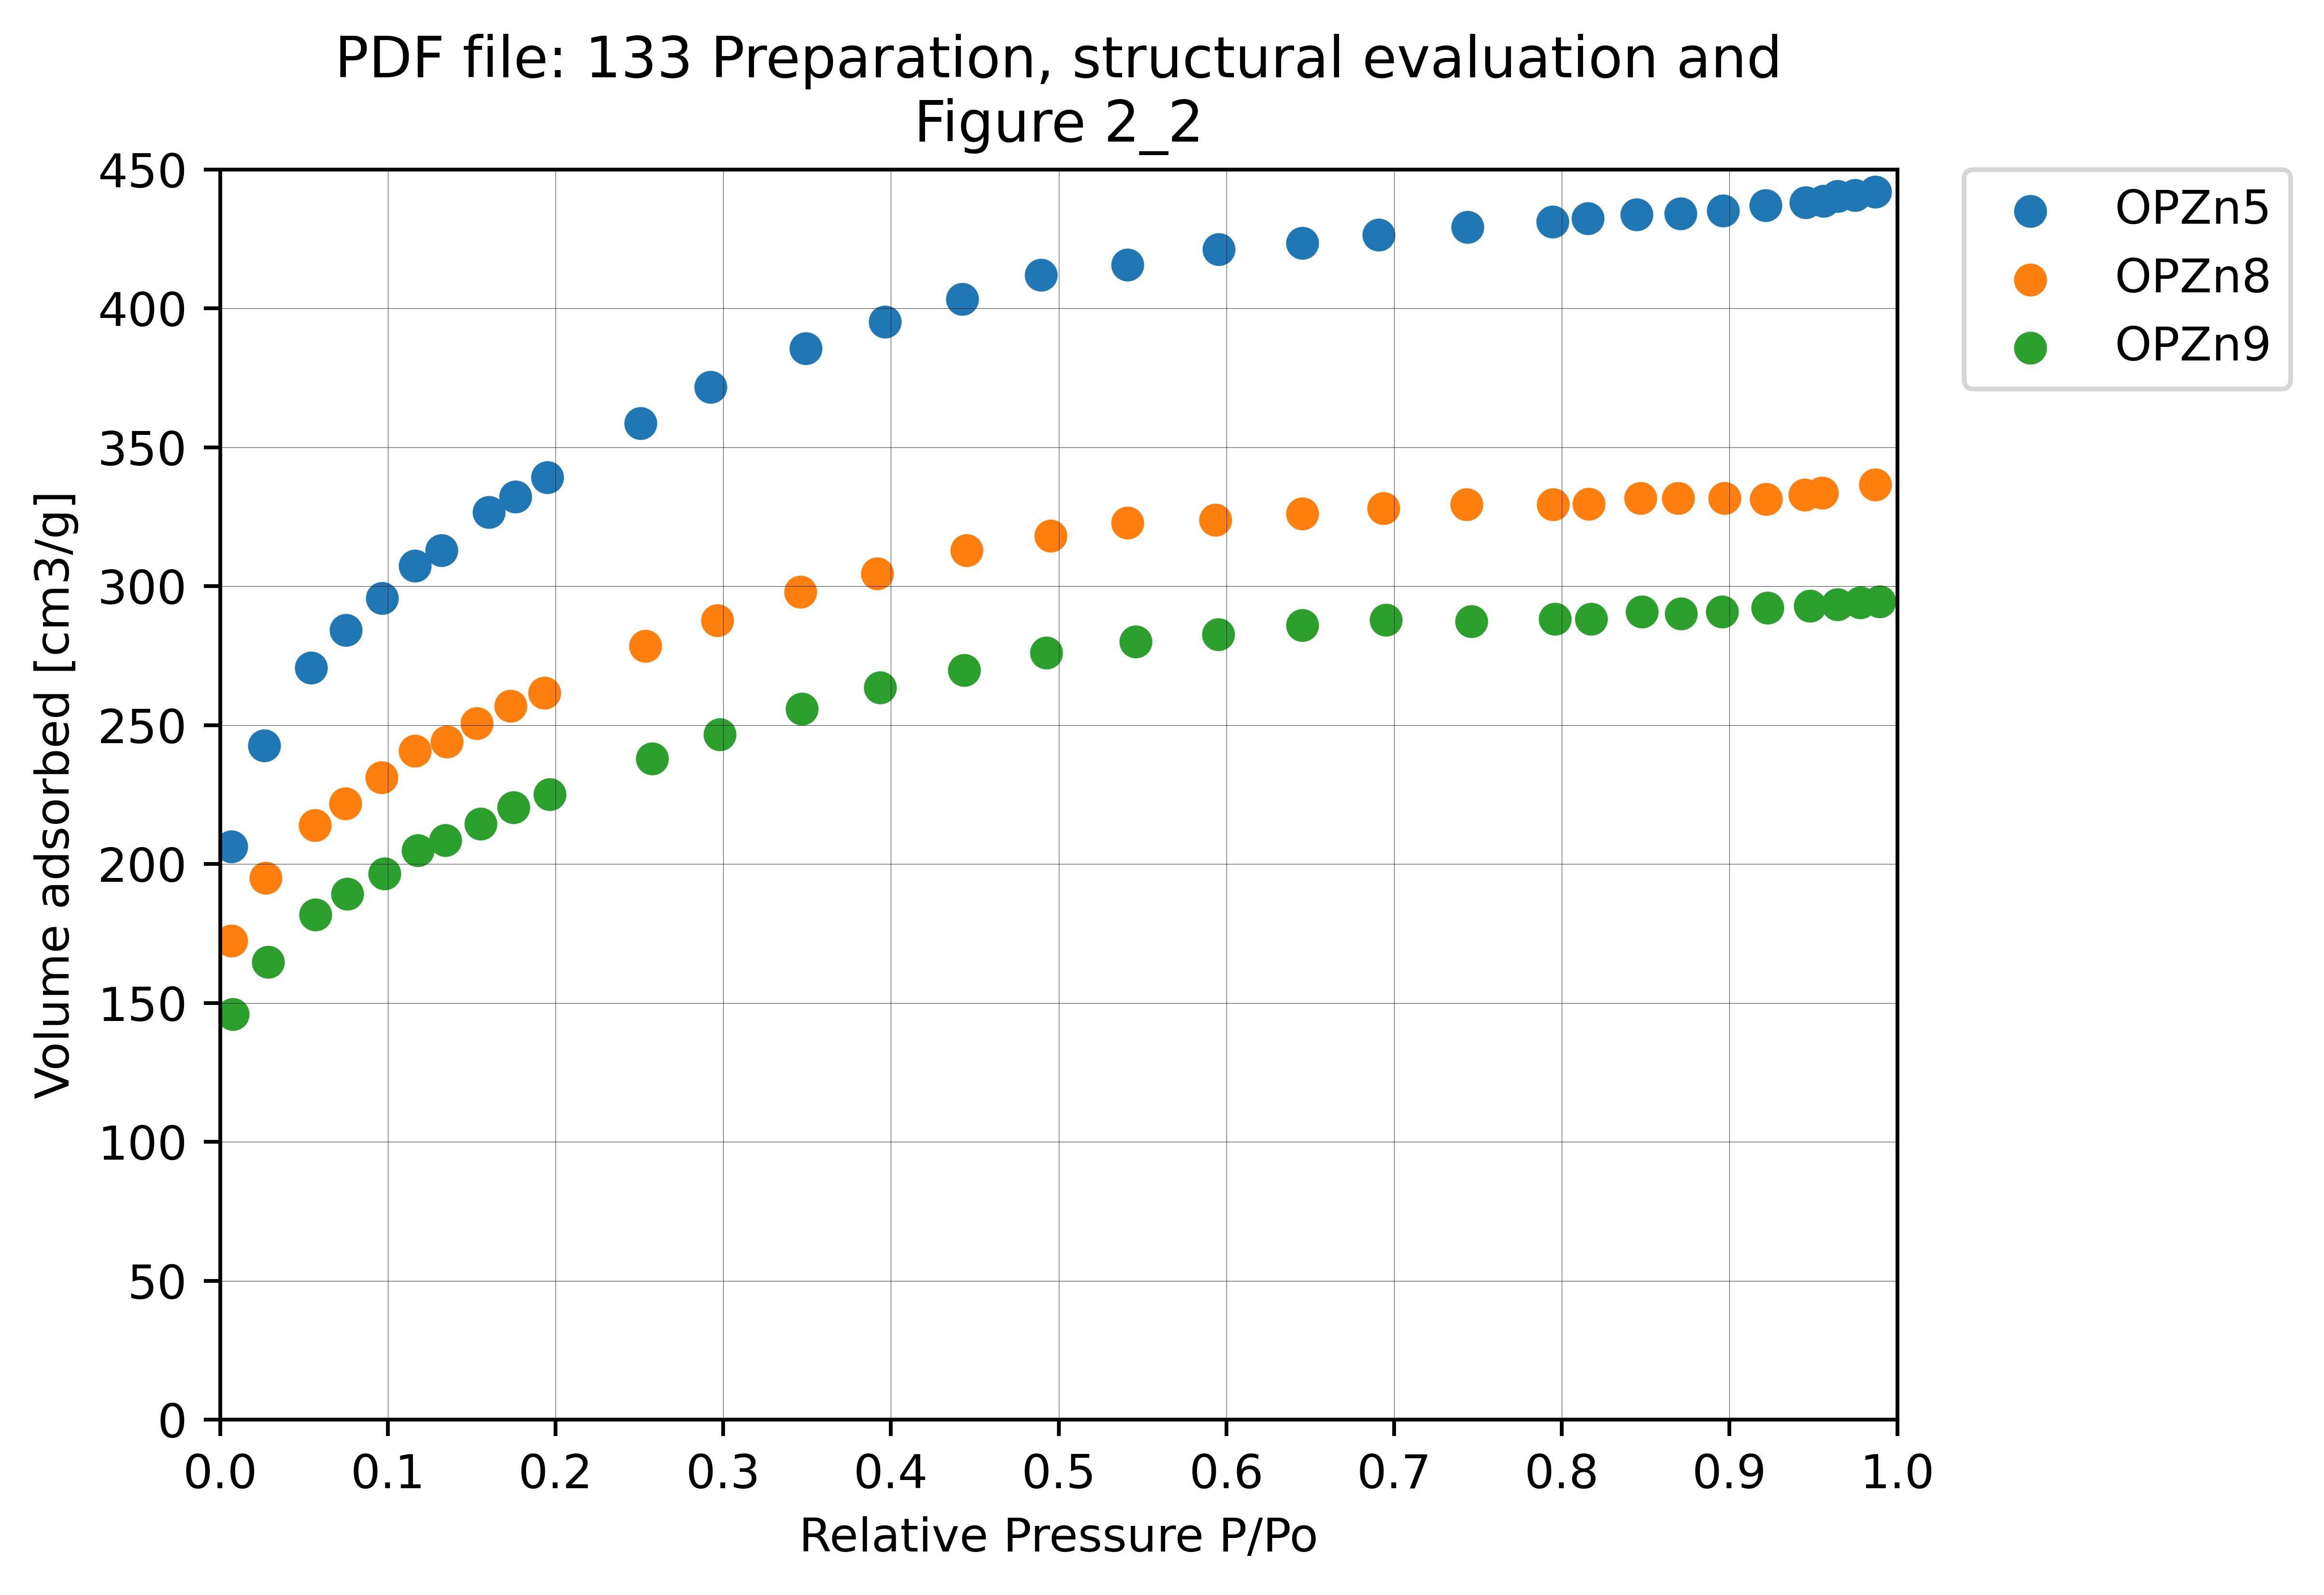 PDF file: 133 Preparation, structural evaluation and
Figure 2_2
450
400
350
300
250
200
150
100
50
0
Volume adsorbed [cm3/g]
0.0 0.1 0.2 0.3 0.4 0.5 0.6 0.7 0.8 0.9 1.0
Relative Pressure P/Po
OPZn5
OPZn8
OPZn9